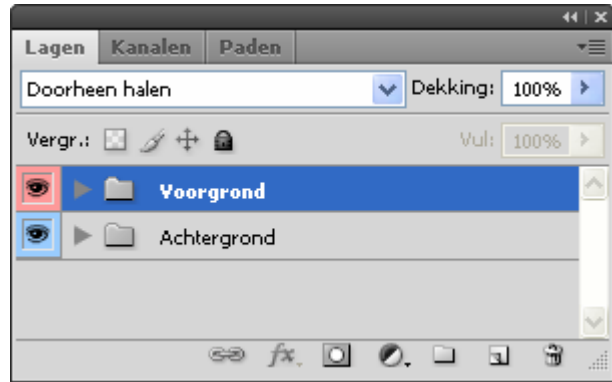 Lagen Kanalen Paden
Doorheen halen Dekking: 100%
Vergr.: Vul: 100%
Voorgrond
Achtergrond
fx.